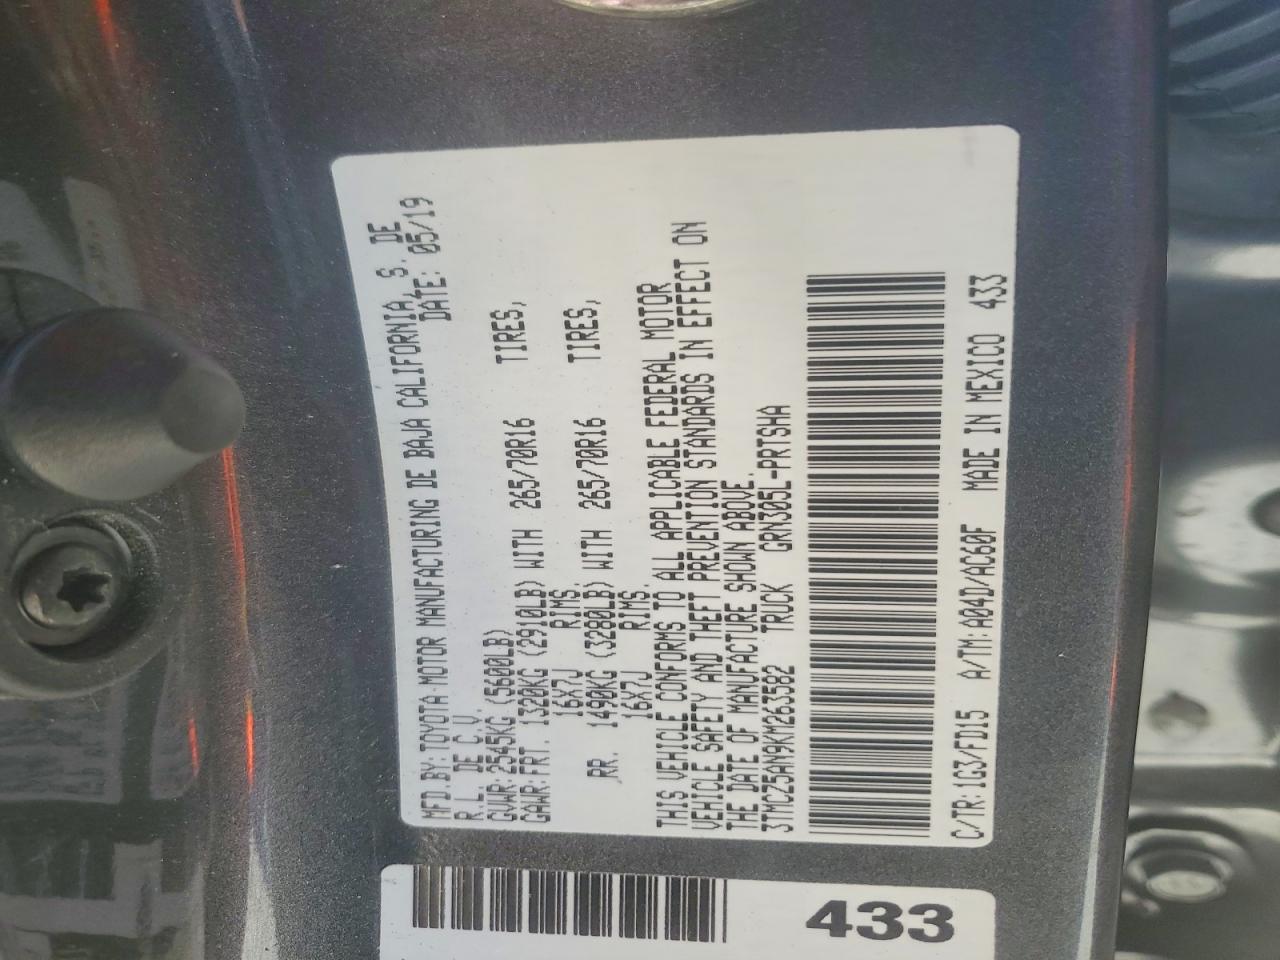 MFD.BY:TOYOTA MOTOR MANUFACTURING DE BAJA CALIFORNIA, S. DE
R.L. DE C.V. DATE: 05/19
GVWR:2545KG(5600LB)
GAWR:FRT. 1320KG(2910LB) WITH 265/70R16 TIRES,
16X7J RIMS.
RR. 1490KG(3280LB) WITH 265/70R16 TIRES,
16X7J RIMS.
THIS VEHICLE CONFORMS TO ALL APPLICABLE FEDERAL MOTOR
VEHICLE SAFETY AND THEFT PREVENTION STANDARDS IN EFFECT ON
THE DATE OF MANUFACTURE SHOWN ABOVE.
3TMCZ5AN9KM263582 TRUCK GRN305L-PRTSHA
C/TR:1G3/FD15 A/TM:A04D/AC60F MADE IN MEXICO 433
433